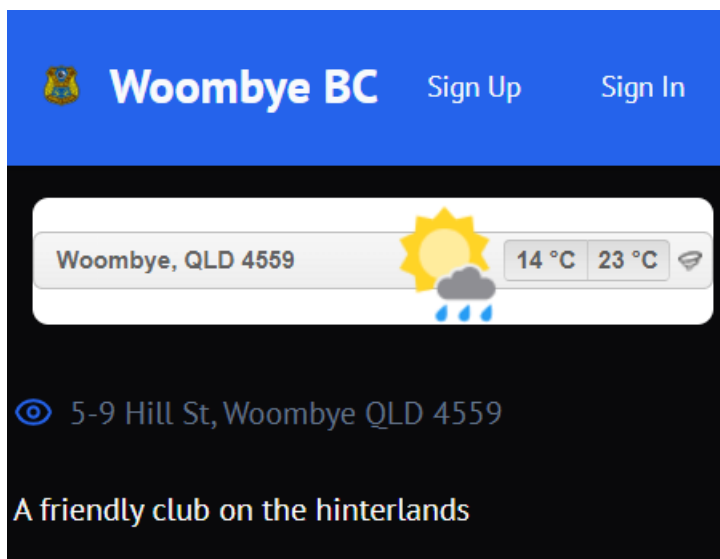 Woombye BC Sign Up Sign In
Woombye, QLD 4559 14 °C 23 °C
5-9 Hill St, Woombye QLD 4559
A friendly club on the hinterlands